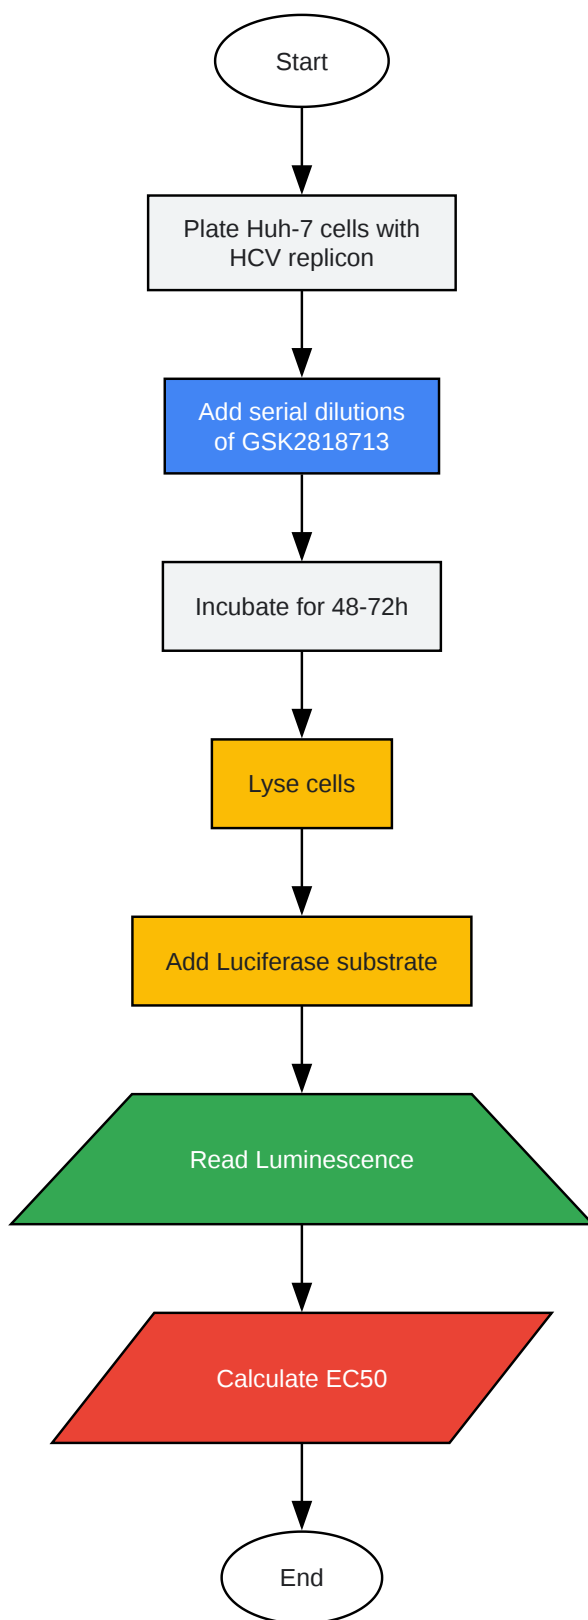 Start
Plate Huh-7 cells with
HCV replicon
Add serial dilutions
of GSK2818713
Incubate for 48-72h
Lyse cells
Add Luciferase substrate
Read Luminescence
Calculate EC50
End